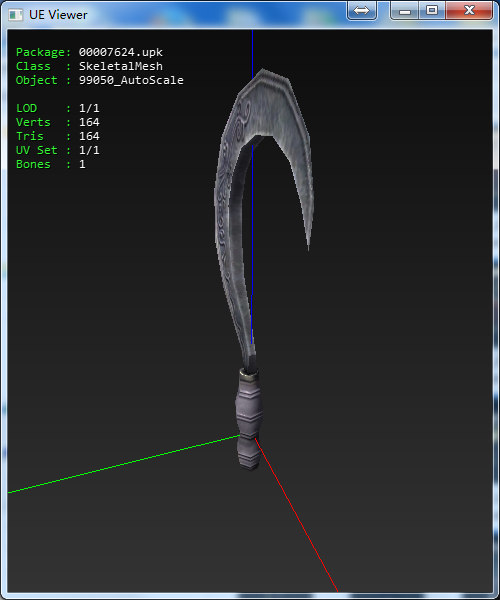 UE Viewer
Package: 00007624.upk
Class : SkeletalMesh
Object : 99050_AutoScale
LOD : 1/1
Verts : 164
Tris : 164
UV Set : 1/1
Bones : 1